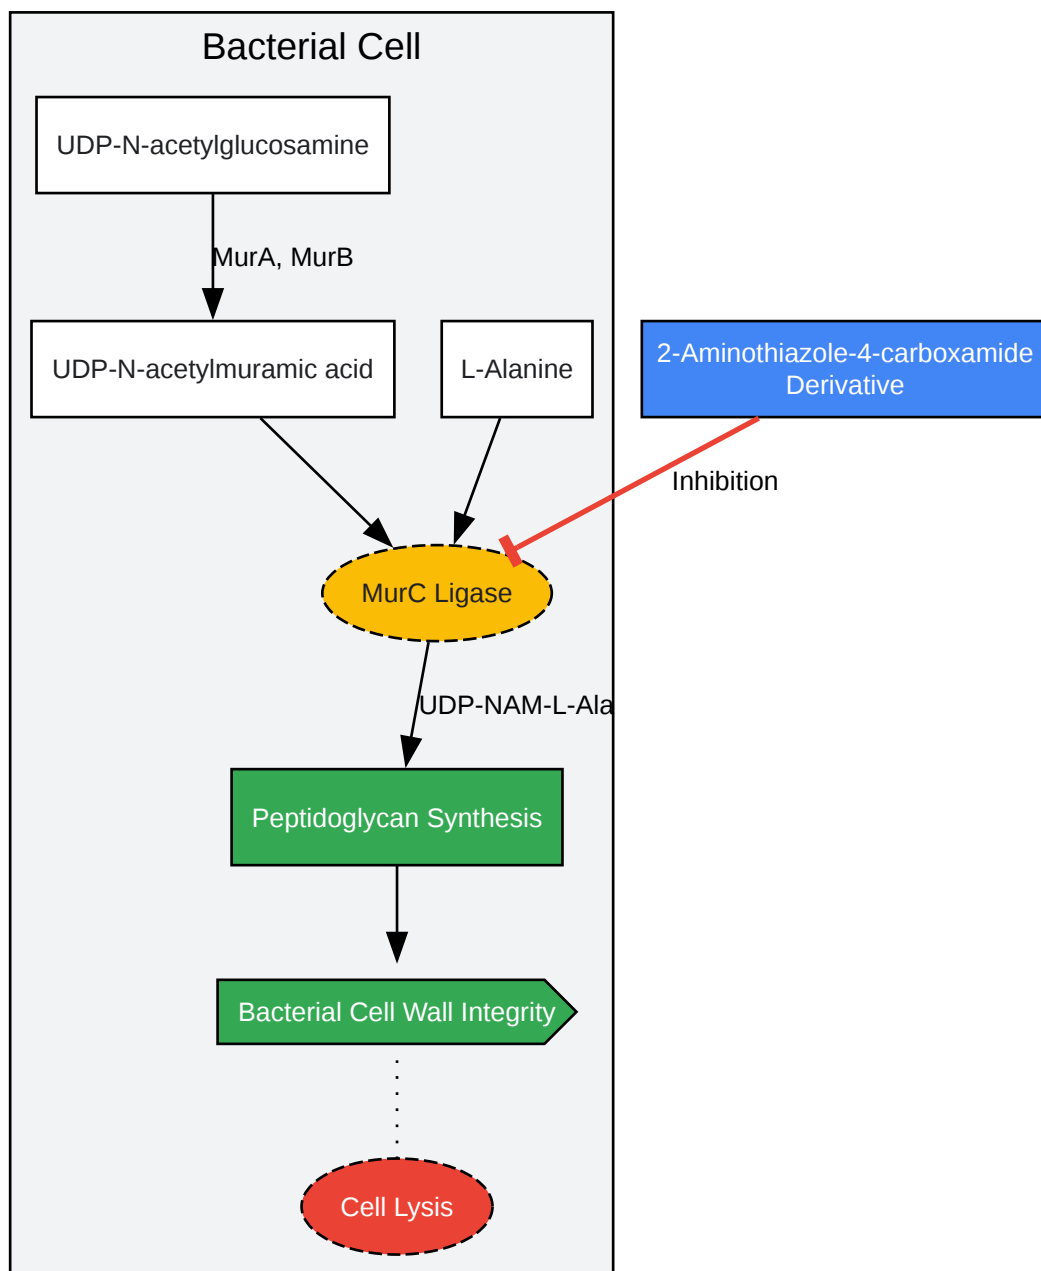 Bacterial Cell
UDP-N-acetylglucosamine
MurA, MurB
UDP-N-acetylmuramic acid
L-Alanine
2-Aminothiazole-4-carboxamide
Derivative
Inhibition
MurC Ligase
UDP-NAM-L-Ala
Peptidoglycan Synthesis
Bacterial Cell Wall Integrity
Cell Lysis